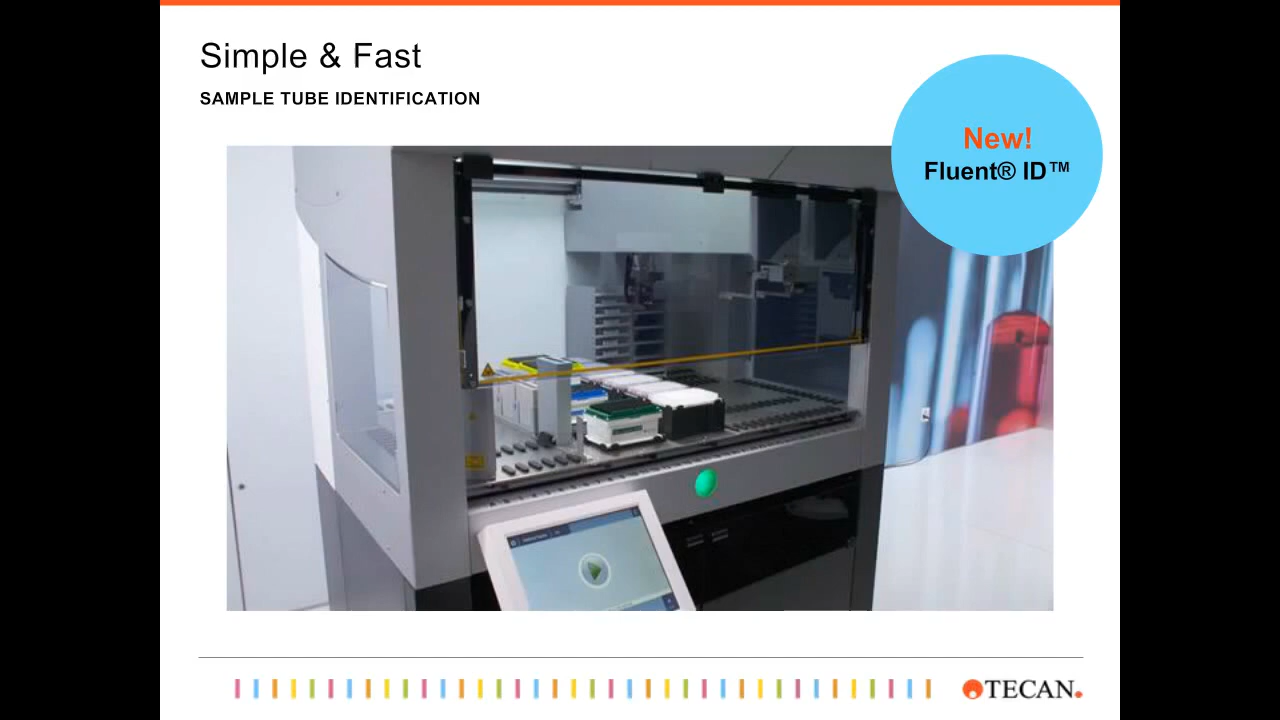 Simple & Fast
SAMPLE TUBE IDENTIFICATION
New!
Fluent® ID™
TECAN.